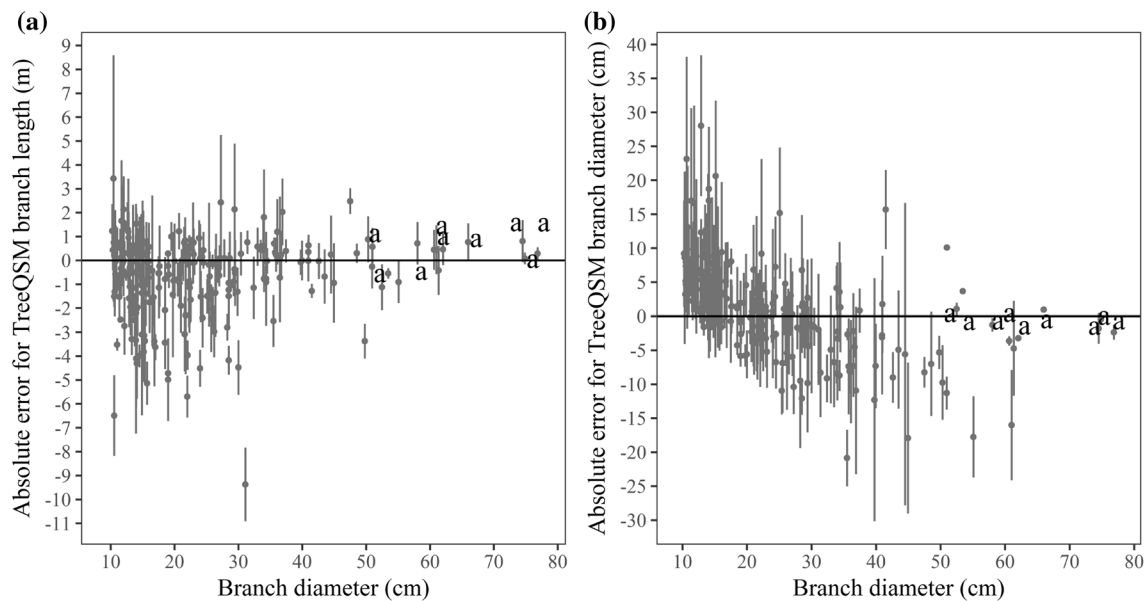 (a)
Absolute error for TreeQSM branch length (m)
9
8
7
6
5
4
3
2
1
0
-1
-2
-3
-4
-5
-6
-7
-8
-9
-10
-11
a
a
a
a
a
a
a
a
a
10 20 30 40 50 60 70 80
Branch diameter (cm)
(b)
Absolute error for TreeQSM branch diameter (cm)
40
35
30
25
20
15
10
5
0
-5
-10
-15
-20
-25
-30
a
a
a
a
a
a
a
a
a
10 20 30 40 50 60 70 80
Branch diameter (cm)